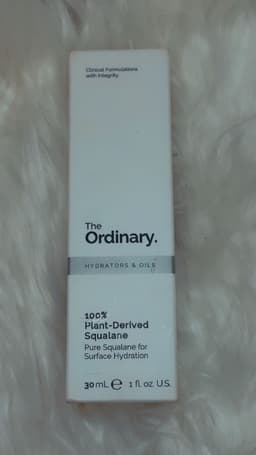 Clinical Formulations
with Integrity.
The
Ordinary.
HYDRATORS & OILS
100%
Plant-Derived
Squalane
Pure Squalane for
Surface Hydration
30 mL ℮ 1 fl. oz. U.S.